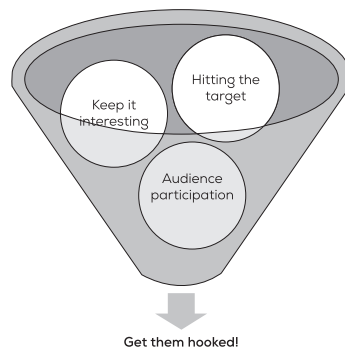 Keep it
interesting
Hitting the
target
Audience
participation
Get them hooked!